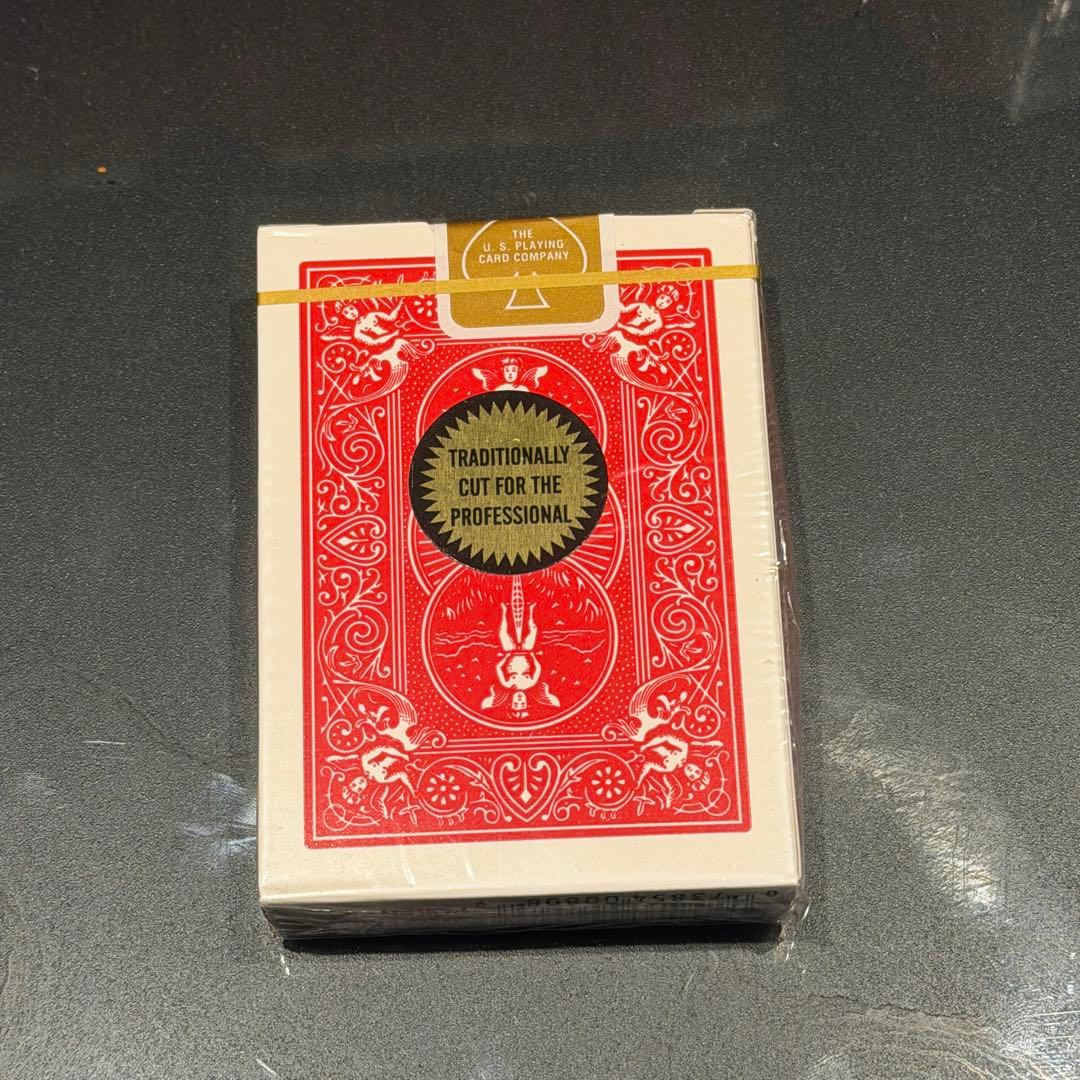 THE
U. S. PLAYING
CARD COMPANY
TRADITIONALLY
CUT FOR THE
PROFESSIONAL